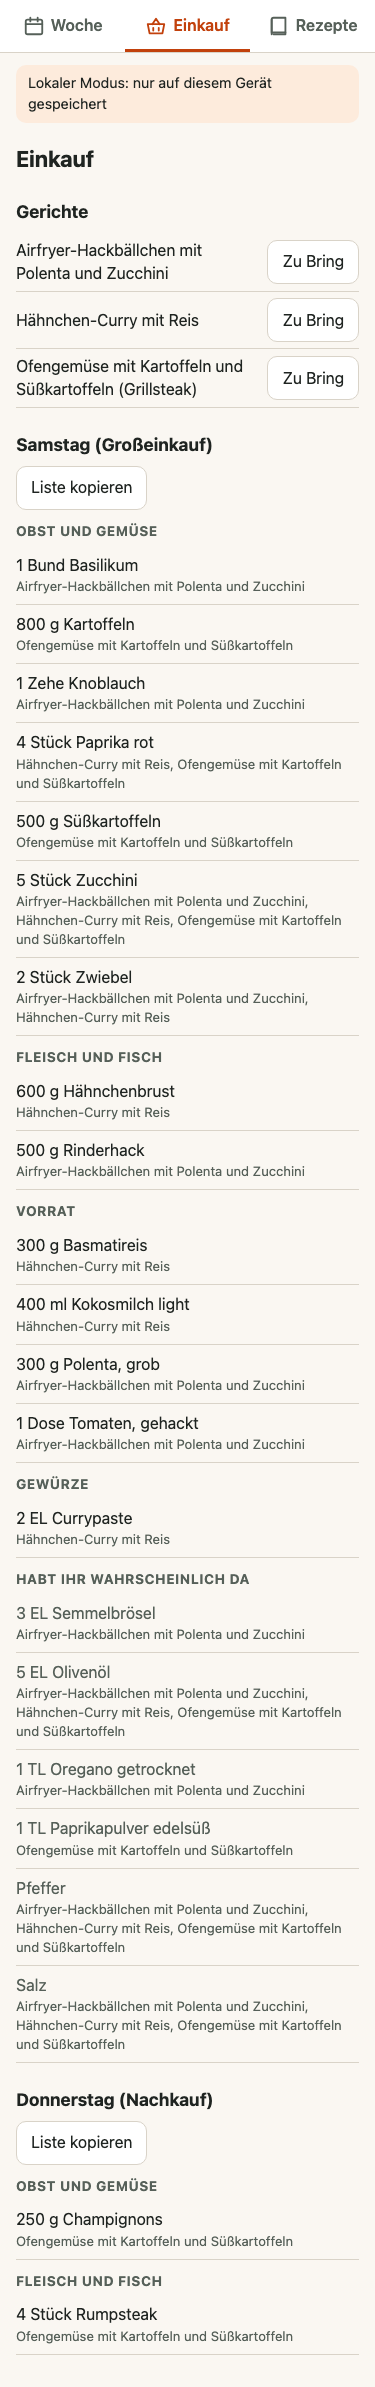 Woche
Einkauf
Rezepte
Lokaler Modus: nur auf diesem Gerät
gespeichert
Einkauf
Gerichte
Airfryer-Hackbällchen mit
Polenta und Zucchini
Zu Bring
Hähnchen-Curry mit Reis
Zu Bring
Ofengemüse mit Kartoffeln und
Süßkartoffeln (Grillsteak)
Zu Bring
Samstag (Großeinkauf)
Liste kopieren
OBST UND GEMÜSE
1 Bund Basilikum
Airfryer-Hackbällchen mit Polenta und Zucchini
800 g Kartoffeln
Ofengemüse mit Kartoffeln und Süßkartoffeln
1 Zehe Knoblauch
Airfryer-Hackbällchen mit Polenta und Zucchini
4 Stück Paprika rot
Hähnchen-Curry mit Reis, Ofengemüse mit Kartoffeln
und Süßkartoffeln
500 g Süßkartoffeln
Ofengemüse mit Kartoffeln und Süßkartoffeln
5 Stück Zucchini
Airfryer-Hackbällchen mit Polenta und Zucchini,
Hähnchen-Curry mit Reis, Ofengemüse mit Kartoffeln
und Süßkartoffeln
2 Stück Zwiebel
Airfryer-Hackbällchen mit Polenta und Zucchini,
Hähnchen-Curry mit Reis
FLEISCH UND FISCH
600 g Hähnchenbrust
Hähnchen-Curry mit Reis
500 g Rinderhack
Airfryer-Hackbällchen mit Polenta und Zucchini
VORRAT
300 g Basmatireis
Hähnchen-Curry mit Reis
400 ml Kokosmilch light
Hähnchen-Curry mit Reis
300 g Polenta, grob
Airfryer-Hackbällchen mit Polenta und Zucchini
1 Dose Tomaten, gehackt
Airfryer-Hackbällchen mit Polenta und Zucchini
GEWÜRZE
2 EL Currypaste
Hähnchen-Curry mit Reis
HABT IHR WAHRSCHEINLICH DA
3 EL Semmelbrösel
Airfryer-Hackbällchen mit Polenta und Zucchini
5 EL Olivenöl
Airfryer-Hackbällchen mit Polenta und Zucchini,
Hähnchen-Curry mit Reis, Ofengemüse mit Kartoffeln
und Süßkartoffeln
1 TL Oregano getrocknet
Airfryer-Hackbällchen mit Polenta und Zucchini
1 TL Paprikapulver edelsüß
Ofengemüse mit Kartoffeln und Süßkartoffeln
Pfeffer
Airfryer-Hackbällchen mit Polenta und Zucchini,
Hähnchen-Curry mit Reis, Ofengemüse mit Kartoffeln
und Süßkartoffeln
Salz
Airfryer-Hackbällchen mit Polenta und Zucchini,
Hähnchen-Curry mit Reis, Ofengemüse mit Kartoffeln
und Süßkartoffeln
Donnerstag (Nachkauf)
Liste kopieren
OBST UND GEMÜSE
250 g Champignons
Ofengemüse mit Kartoffeln und Süßkartoffeln
FLEISCH UND FISCH
4 Stück Rumpsteak
Ofengemüse mit Kartoffeln und Süßkartoffeln